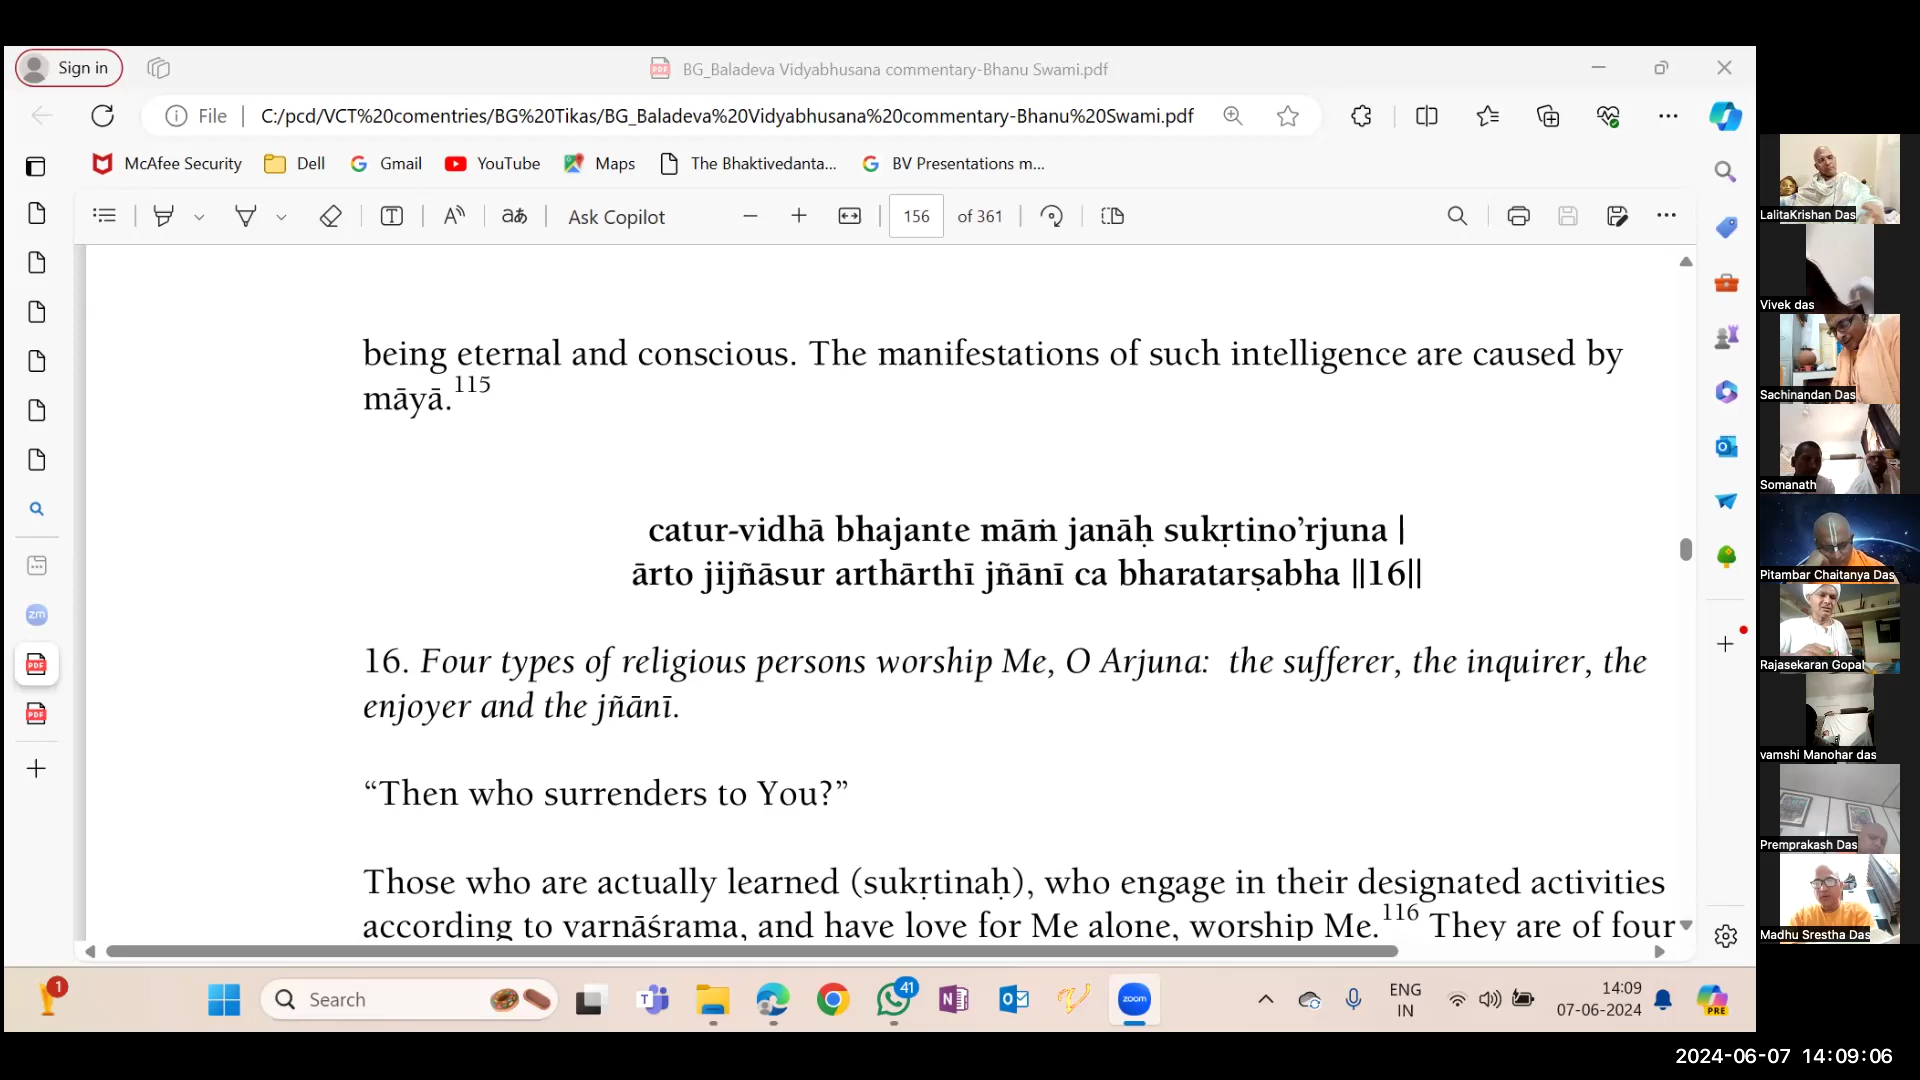 Sign in
BG_Baladeva Vidyabhusana commentary-Bhanu Swami.pdf
File
C:/pcd/VCT%20comentries/BG%20Tikas/BG_Baladeva%20Vidyabhusana%20commentary-Bhanu%20Swami.pdf
McAfee Security
Dell
Gmail
YouTube
Maps
The Bhaktivedanta...
BV Presentations m...
Ask Copilot
156 of 361
being eternal and conscious. The manifestations of such intelligence are caused by
māyā.115
catur-vidhā bhajante māṁ janāḥ sukṛtino’rjuna |
ārto jijñāsur arthārthī jñānī ca bharatarṣabha ||16||
16. Four types of religious persons worship Me, O Arjuna: the sufferer, the inquirer, the
enjoyer and the jñānī.
“Then who surrenders to You?”
Those who are actually learned (sukṛtinaḥ), who engage in their designated activities
according to varnāśrama, and have love for Me alone, worship Me.116 They are of four
LalitaKrishan Das
Vivek das
Sachinandan Das
Somanath
Pitambar Chaitanya Das
Rajasekaran Gopal
vamshi Manohar das
Premprakash Das
Madhu Srestha Das
1
Search
41
zoom
PRE
ENG
IN
14:09
07-06-2024
2024-06-07 14:09:06